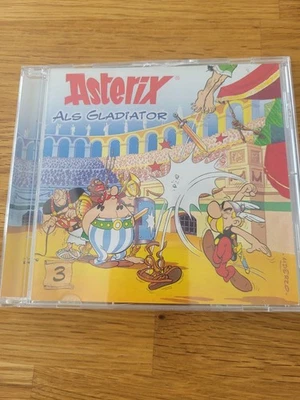 Asterix®
ALS GLADIATOR
3